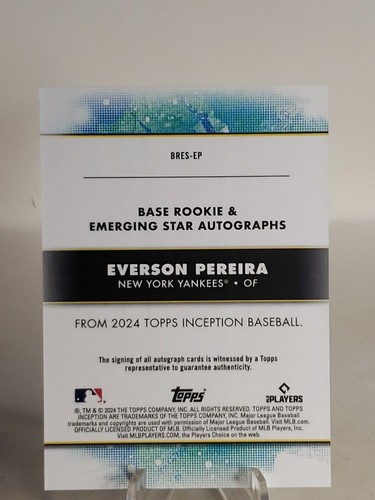 BRES-EP
BASE ROOKIE &
EMERGING STAR AUTOGRAPHS
EVERSON PEREIRA
NEW YORK YANKEES® • OF
FROM 2024 TOPPS INCEPTION BASEBALL.
The signing of all autograph cards is witnessed by a Topps
representative to guarantee authenticity.
topps
PLAYERS
®, TM & © 2024 THE TOPPS COMPANY, INC. ALL RIGHTS RESERVED. TOPPS AND TOPPS
INCEPTION ARE TRADEMARKS OF THE TOPPS COMPANY, INC. Major League Baseball
trademarks and copyrights are used with permission of Major League Baseball. Visit MLB.com.
OFFICIALLY LICENSED PRODUCT OF MLB. Officially Licensed Product of MLB Players, Inc.
Visit MLBPLAYERS.COM, the Players Choice on the web.